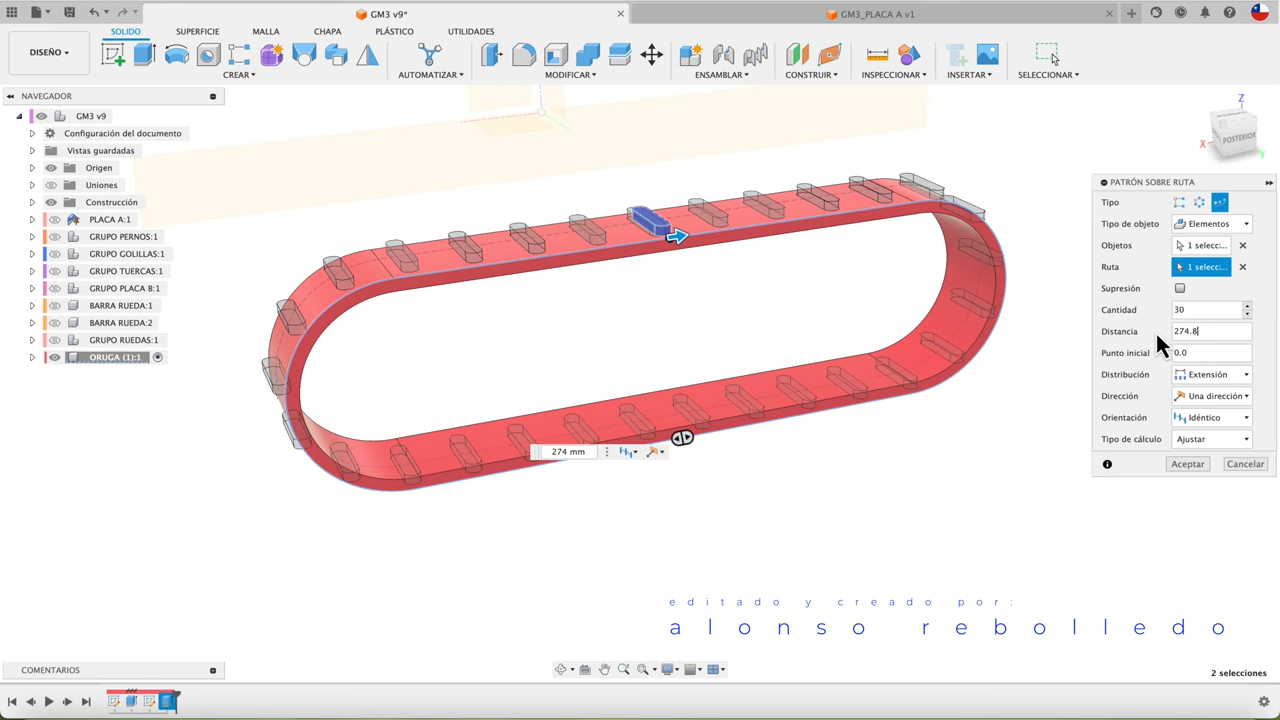 GM3 v9*
GM3_PLACA A v1
DISEÑO
SÓLIDO
SUPERFICIE
MALLA
CHAPA
PLÁSTICO
UTILIDADES
CREAR
AUTOMATIZAR
MODIFICAR
ENSAMBLAR
CONSTRUIR
INSPECCIONAR
INSERTAR
SELECCIONAR
NAVEGADOR
GM3 v9
Configuración del documento
Vistas guardadas
Origen
Uniones
Construcción
PLACA A:1
GRUPO PERNOS:1
GRUPO GOLILLAS:1
GRUPO TUERCAS:1
GRUPO PLACA B:1
BARRA RUEDA:1
BARRA RUEDA:2
GRUPO RUEDAS:1
ORUGA (1):1
Z
POSTERIOR
X
Y
PATRÓN SOBRE RUTA
Tipo
Tipo de objeto Elementos
Objetos 1 selecc...
Ruta 1 selecci...
Supresión
Cantidad 30
Distancia 274.8
Punto inicial 0.0
Distribución Extensión
Dirección Una dirección
Orientación Idéntico
Tipo de cálculo Ajustar
Aceptar Cancelar
274 mm
editado y creado por:
alonso rebolledo
COMENTARIOS
2 selecciones